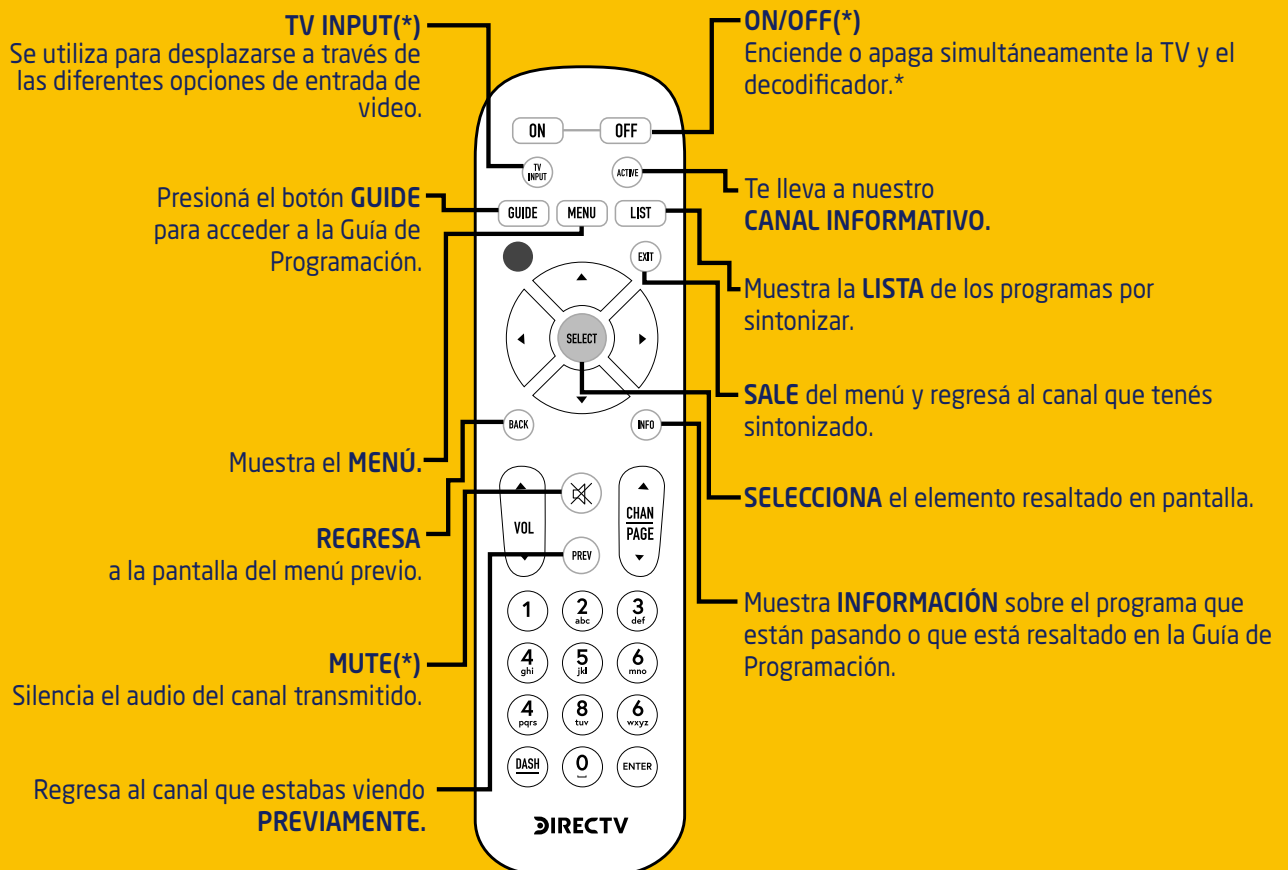 TV INPUT(*)
Se utiliza para desplazarse a través de
las diferentes opciones de entrada de
video.
ON/OFF(*)
Enciende o apaga simultáneamente la TV y el
decodificador.*
Presioná el botón GUIDE
para acceder a la Guía de
Programación.
Te lleva a nuestro
CANAL INFORMATIVO.
Muestra la LISTA de los programas por
sintonizar.
SALE del menú y regresá al canal que tenés
sintonizado.
Muestra el MENÚ.
SELECCIONA el elemento resaltado en pantalla.
REGRESA
a la pantalla del menú previo.
Muestra INFORMACIÓN sobre el programa que
están pasando o que está resaltado en la Guía de
Programación.
MUTE(*)
Silencia el audio del canal transmitido.
Regresa al canal que estabas viendo
PREVIAMENTE.
ON OFF
TV
INPUT
ACTIVE
GUIDE MENU LIST
EXIT
SELECT
BACK INFO
VOL
CHAN
PAGE
PREV
1 2 3
abc def
4 5 6
ghi jkl mno
4 8 6
pqrs tuv wxyz
DASH 0 ENTER
DIRECTV